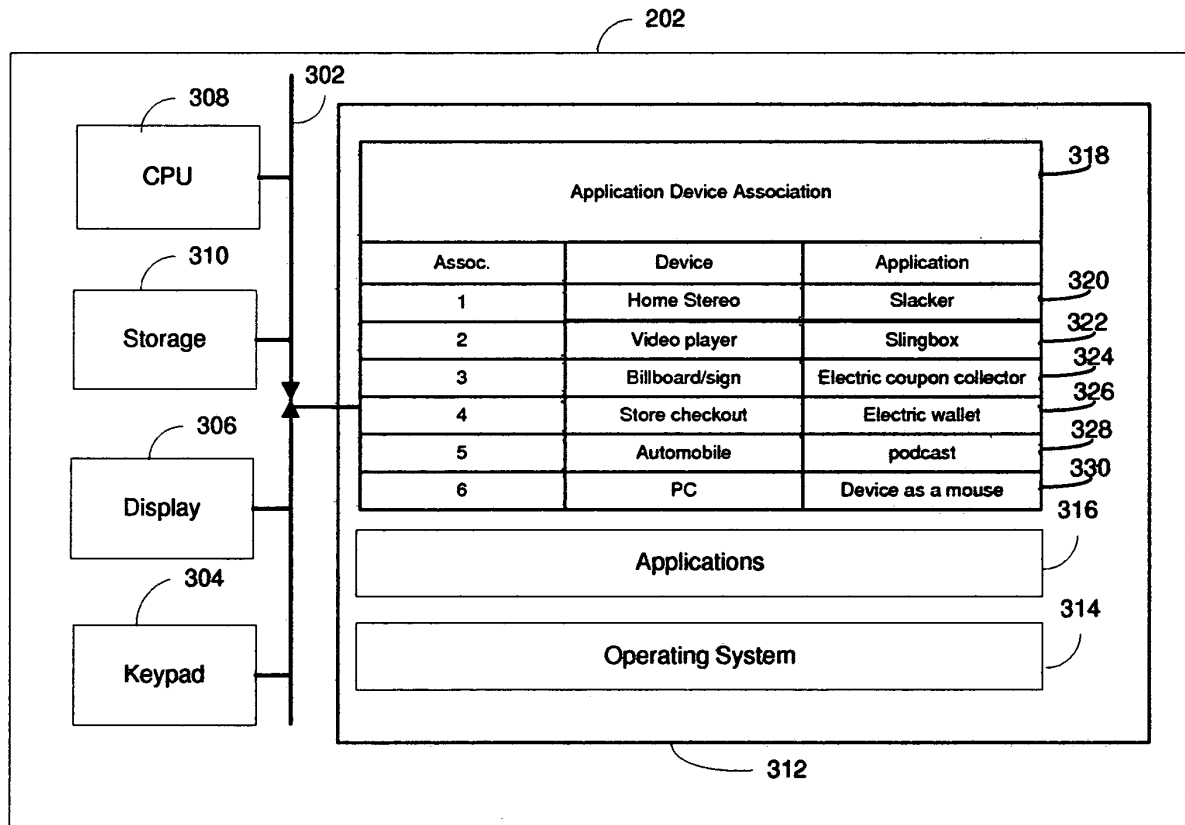 202
302
308
CPU
318
Application Device Association
310
Assoc. Device Application
Storage
1 Home Stereo Slacker 320
2 Video player Slingbox 322
3 Billboard/sign Electric coupon collector 324
4 Store checkout Electric wallet 326
306
5 Automobile podcast 328
Display
6 PC Device as a mouse 330
316
Applications
304
314
Keypad
Operating System
312